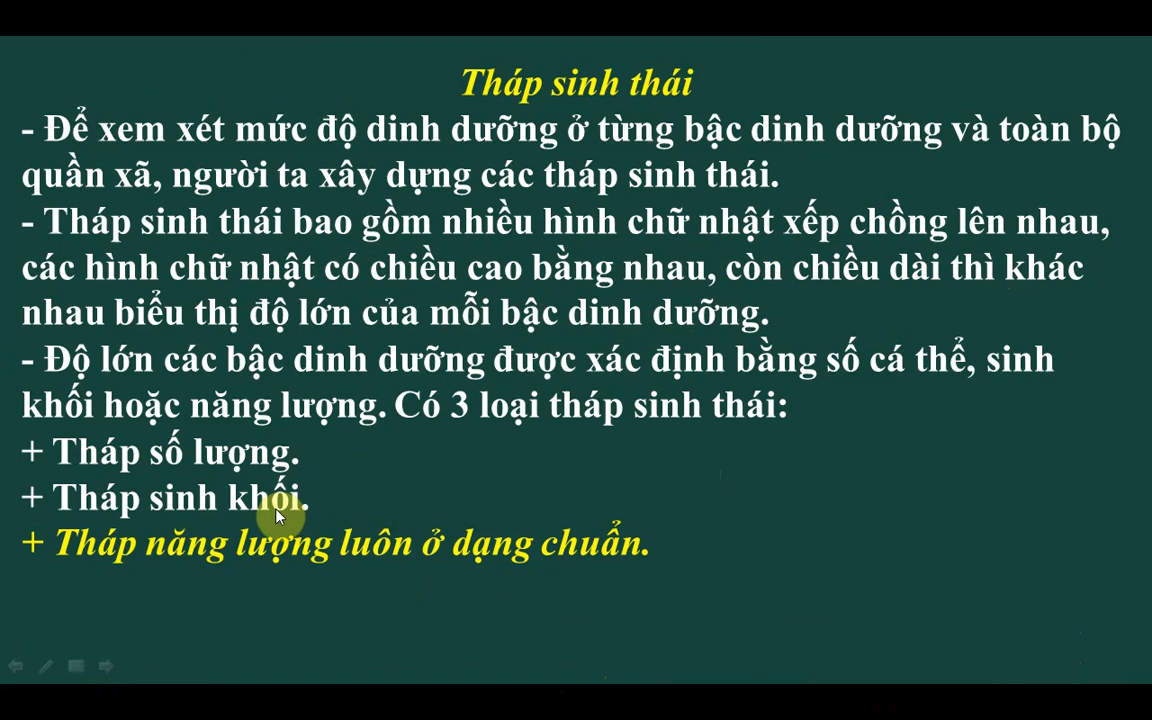 Tháp sinh thái
- Để xem xét mức độ dinh dưỡng ở từng bậc dinh dưỡng và toàn bộ
quần xã, người ta xây dựng các tháp sinh thái.
- Tháp sinh thái bao gồm nhiều hình chữ nhật xếp chồng lên nhau,
các hình chữ nhật có chiều cao bằng nhau, còn chiều dài thì khác
nhau biểu thị độ lớn của mỗi bậc dinh dưỡng.
- Độ lớn các bậc dinh dưỡng được xác định bằng số cá thể, sinh
khối hoặc năng lượng. Có 3 loại tháp sinh thái:
+ Tháp số lượng.
+ Tháp sinh khối.
+ Tháp năng lượng luôn ở dạng chuẩn.